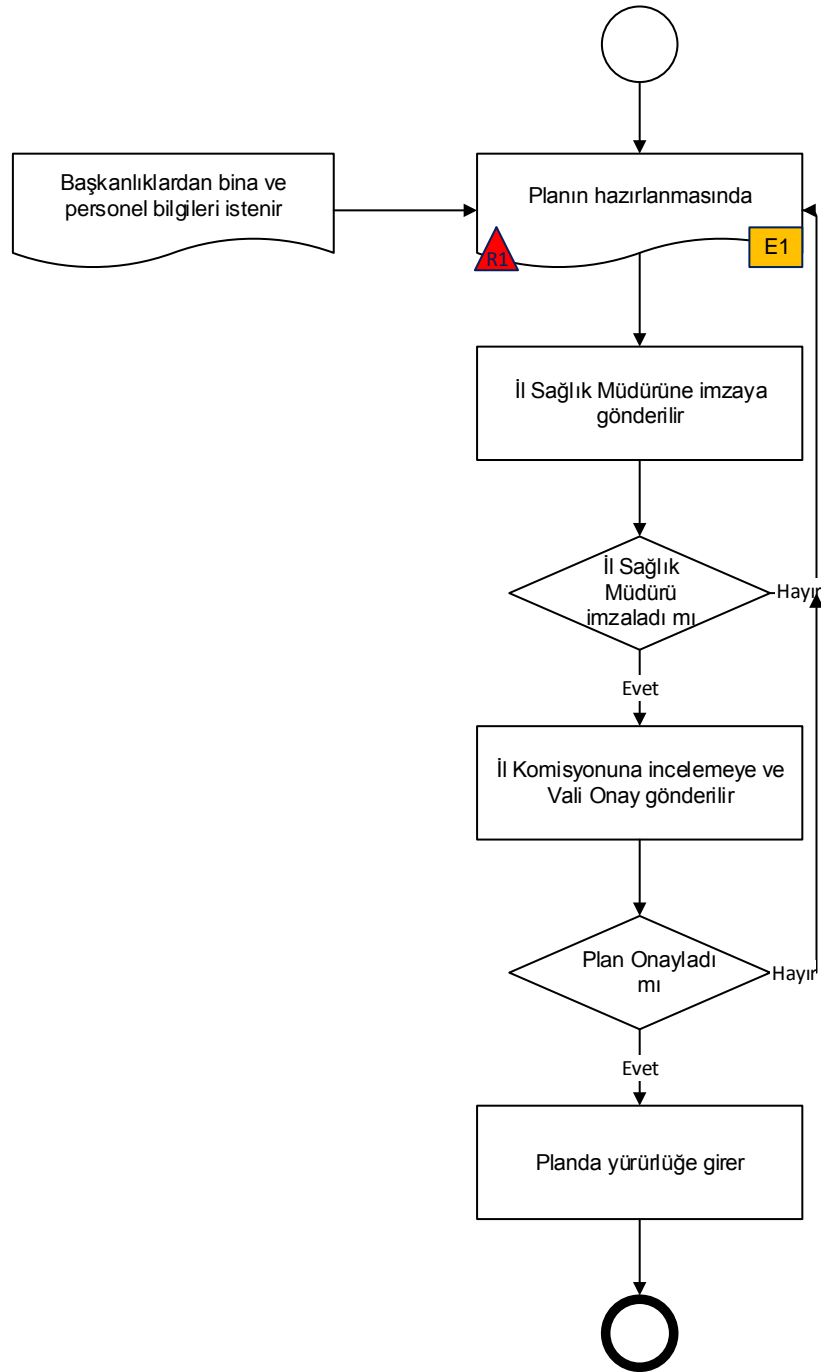 Başkanlıklardan bina ve
personel bilgileri istenir
Planın hazırlanmasında
R1
E1
İl Sağlık Müdürüne imzaya
gönderilir
İl Sağlık
Müdürü
imzaladı mı
Hayır
Evet
İl Komisyonuna incelemeye ve
Vali Onay gönderilir
Plan Onayladı
mı
Hayır
Evet
Planda yürürlüğe girer